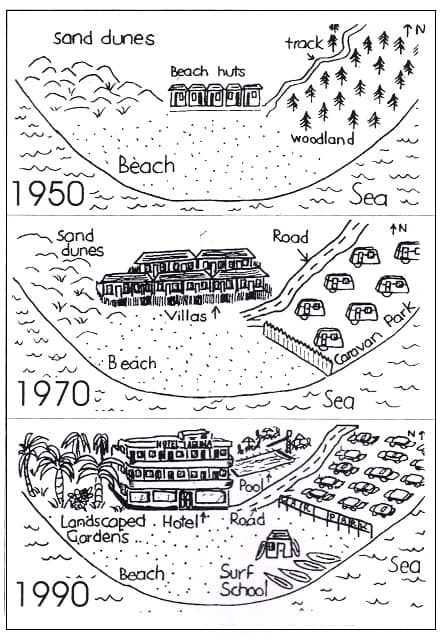 sand dunes
Beach huts
track
N
woodland
Beach
1950
Sea
sand
dunes
Road
N
Villas
Beach
Caravan Park
1970
Sea
HOTEL LAGUNA
N
Pool
Landscaped
Gardens
Hotel
Road
CAR PARK
Beach
Surf
School
Sea
1990